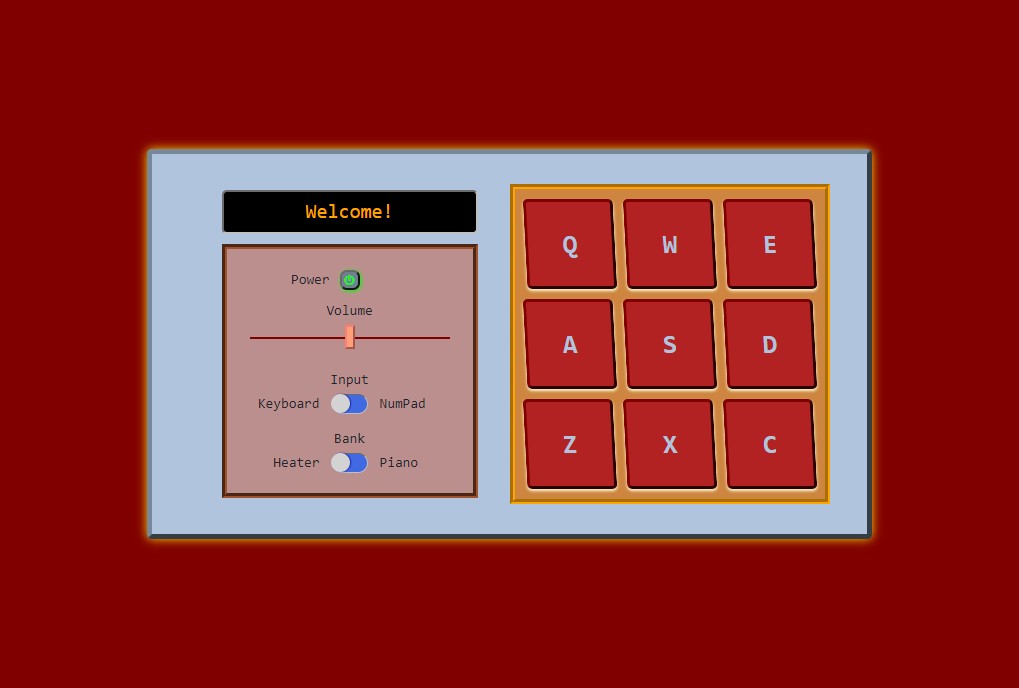 Welcome!
Power
Volume
Input
Keyboard NumPad
Bank
Heater Piano
Q W E
A S D
Z X C